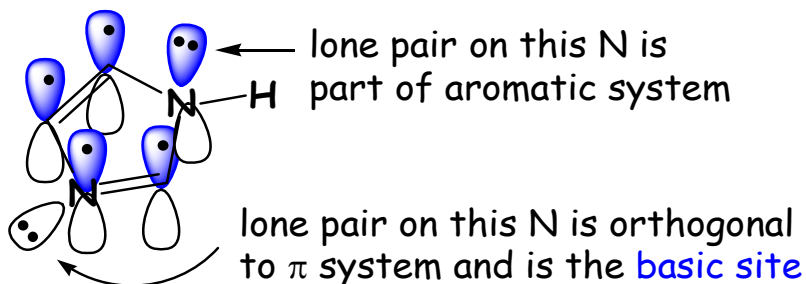 lone pair on this N is
N
H
part of aromatic system
N
lone pair on this N is orthogonal
to π system and is the basic site